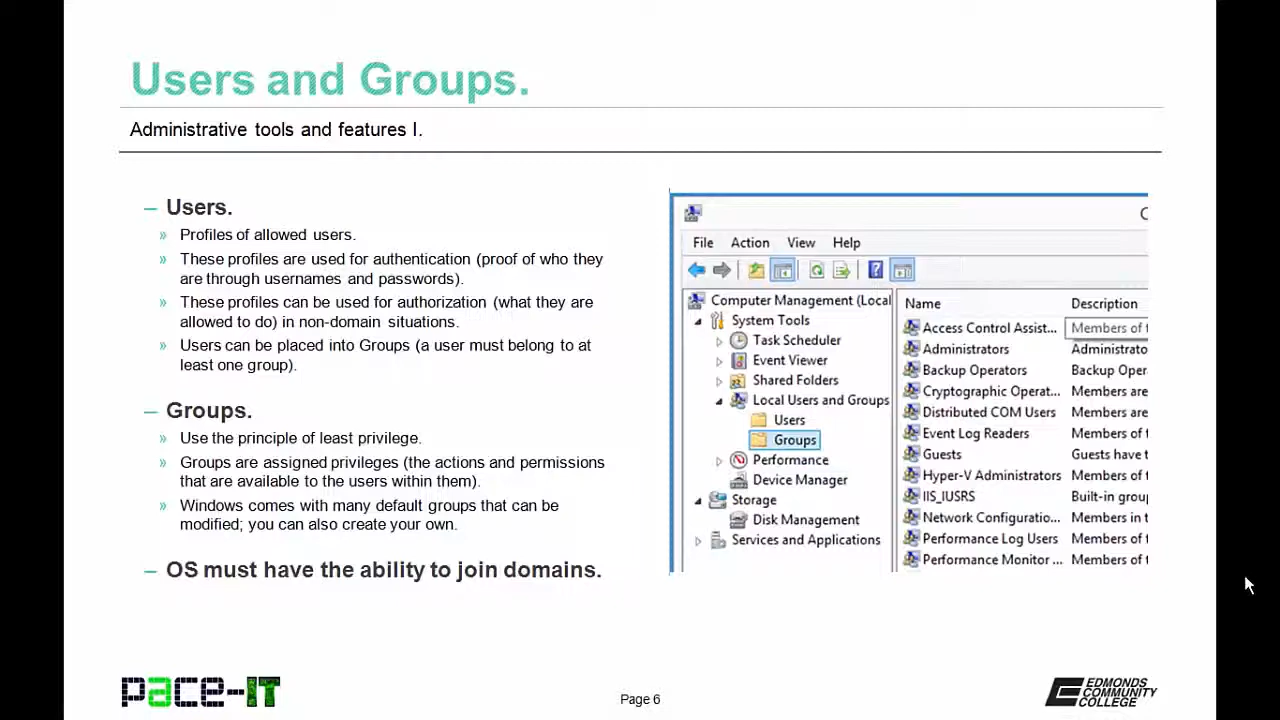 Users and Groups.
Administrative tools and features I.
– Users.
» Profiles of allowed users.
» These profiles are used for authentication (proof of who they
are through usernames and passwords).
» These profiles can be used for authorization (what they are
allowed to do) in non-domain situations.
» Users can be placed into Groups (a user must belong to at
least one group).
– Groups.
» Use the principle of least privilege.
» Groups are assigned privileges (the actions and permissions
that are available to the users within them).
» Windows comes with many default groups that can be
modified; you can also create your own.
– OS must have the ability to join domains.
C
File Action View Help
Computer Management (Local
System Tools
Task Scheduler
Event Viewer
Shared Folders
Local Users and Groups
Users
Groups
Performance
Device Manager
Storage
Disk Management
Services and Applications
Name Description
Access Control Assist... Members of t
Administrators Administrato
Backup Operators Backup Oper
Cryptographic Operat... Members are
Distributed COM Users Members are
Event Log Readers Members of t
Guests Guests have t
Hyper-V Administrators Members of t
IIS_IUSRS Built-in group
Network Configuratio... Members in t
Performance Log Users Members of t
Performance Monitor ... Members of t
pace-IT
Page 6
EDMONDS
COMMUNITY
COLLEGE